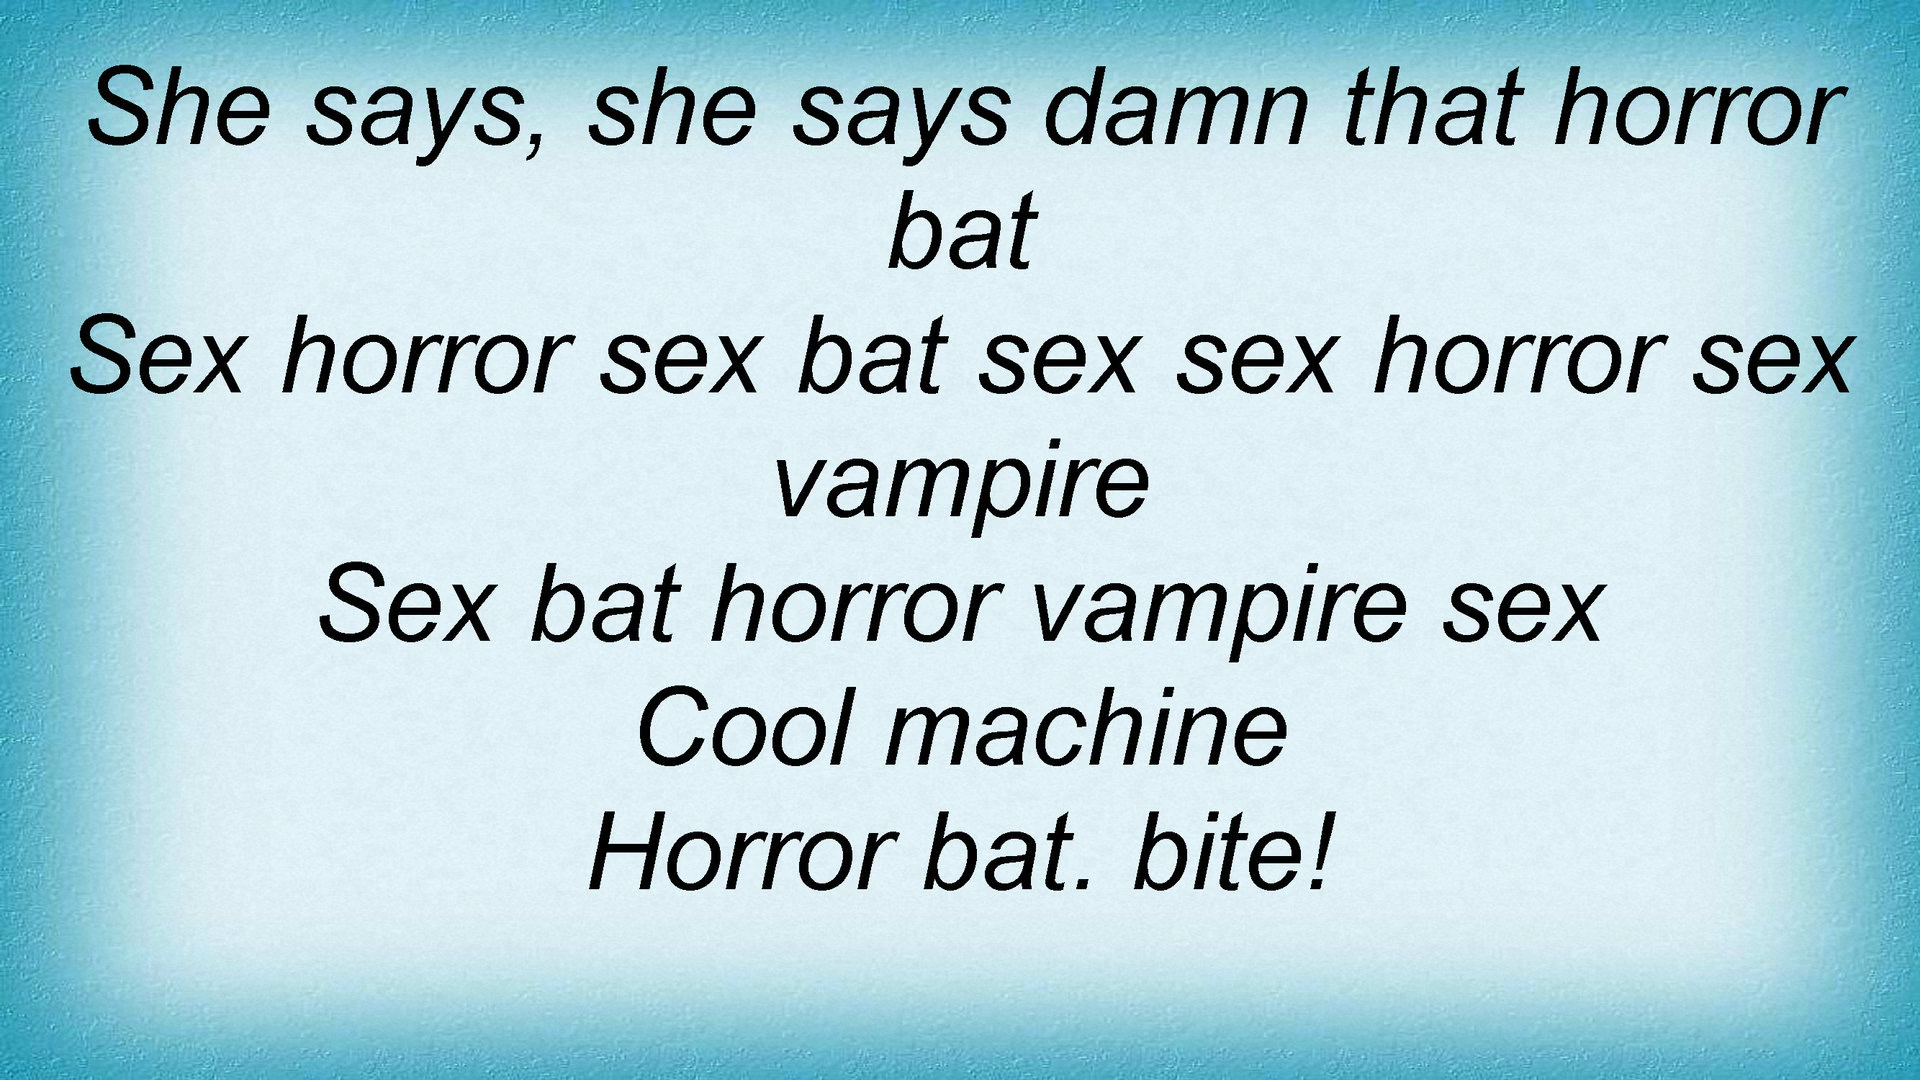 She says, she says damn that horror
bat
Sex horror sex bat sex sex horror sex
vampire
Sex bat horror vampire sex
Cool machine
Horror bat. bite!